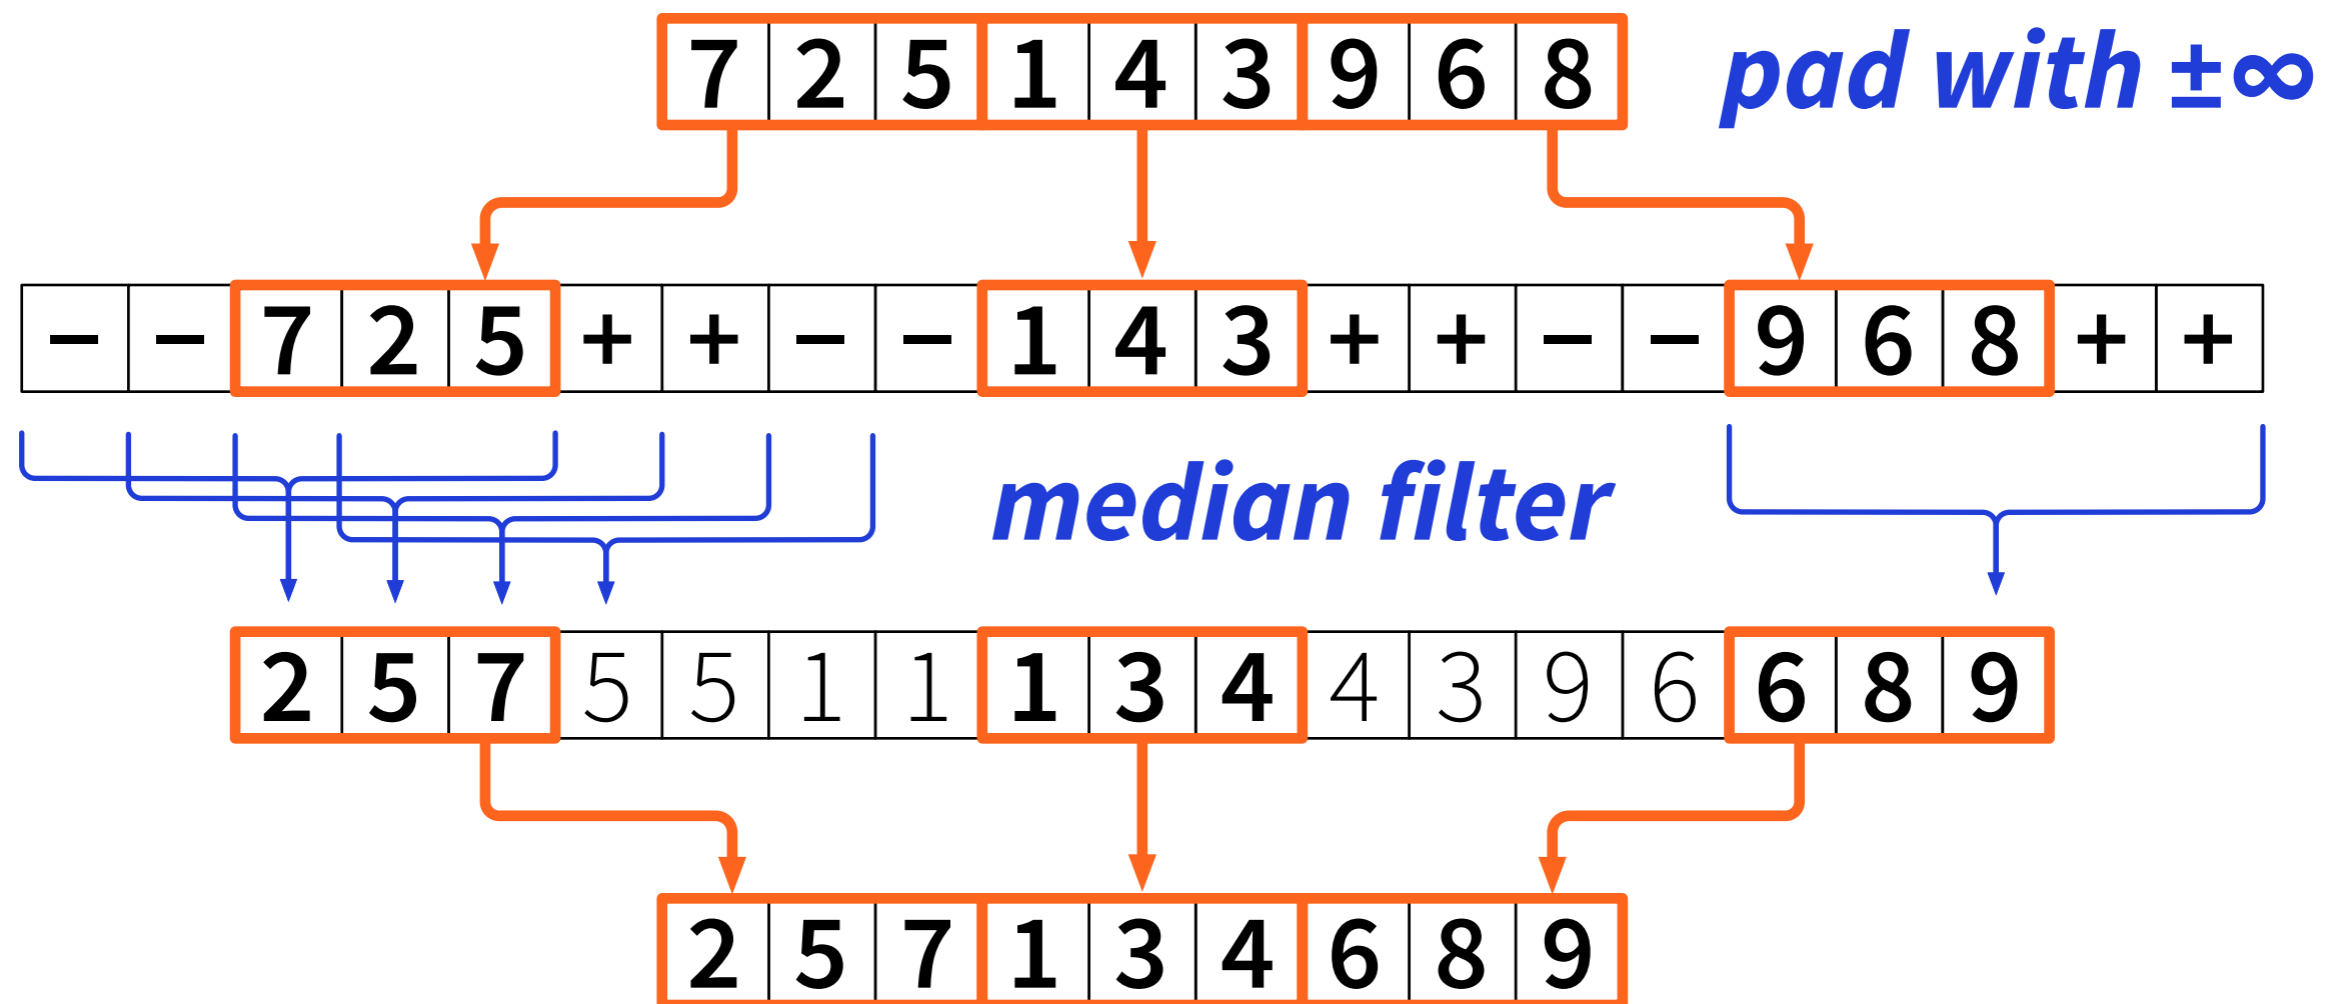 7 2 5 1 4 3 9 6 8 pad with ±∞
− − 7 2 5 + + − − 1 4 3 + + − − 9 6 8 + +
median filter
2 5 7 5 5 1 1 1 3 4 4 3 9 6 6 8 9
2 5 7 1 3 4 6 8 9